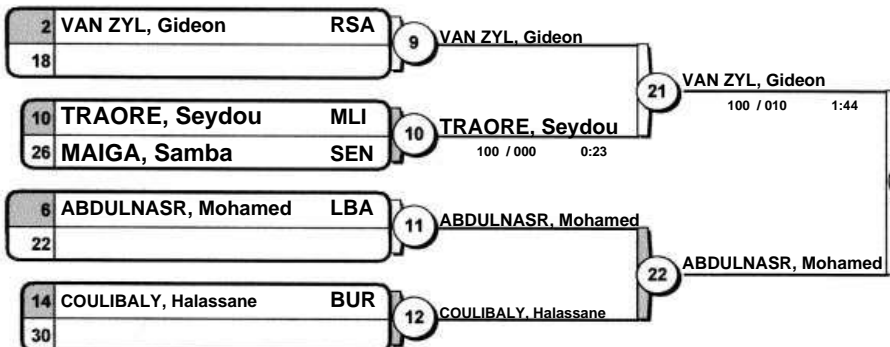 2 VAN ZYL, Gideon RSA
18
9 VAN ZYL, Gideon
10 TRAORE, Seydou MLI
26 MAIGA, Samba SEN
10 TRAORE, Seydou
100 / 000 0:23
21 VAN ZYL, Gideon
100 / 010 1:44
6 ABDULNASR, Mohamed LBA
22
11 ABDULNASR, Mohamed
14 COULIBALY, Halassane BUR
30
12 COULIBALY, Halassane
22 ABDULNASR, Mohamed